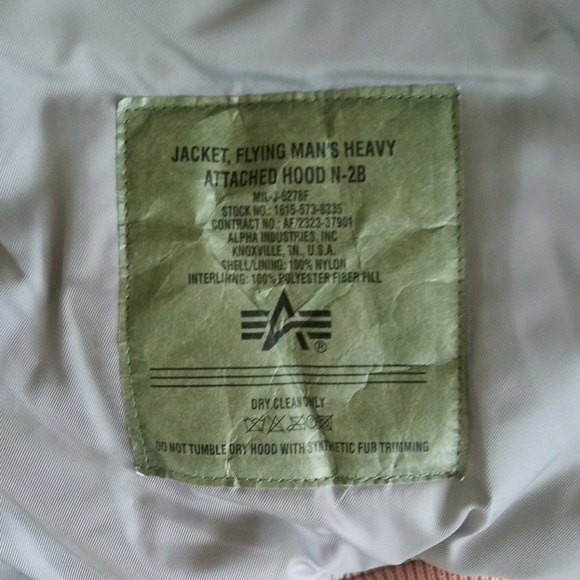 JACKET, FLYING MAN'S HEAVY
ATTACHED HOOD N-2B
MIL-J-6278F
STOCK NO.: 1615-573-8335
CONTRACT NO.: AF/2323-37901
ALPHA INDUSTRIES, INC
KNOXVILLE, TN., U.S.A.
SHELL/LINING: 100% NYLON
INTERLINING: 100% POLYESTER FIBER FILL
®
DRY CLEAN ONLY
DO NOT TUMBLE DRY HOOD WITH SYNTHETIC FUR TRIMMING